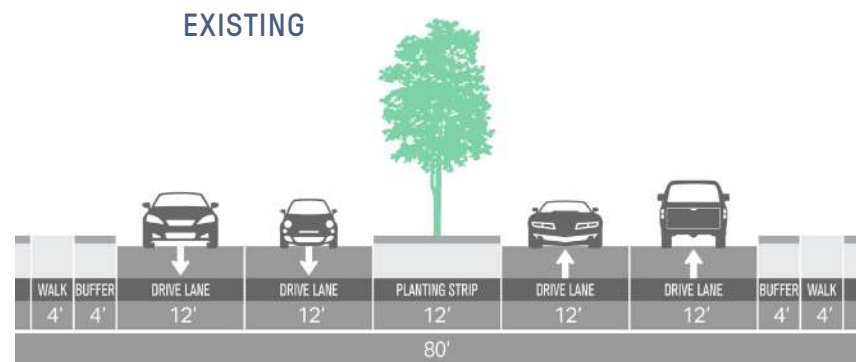 EXISTING
WALK BUFFER DRIVE LANE DRIVE LANE PLANTING STRIP DRIVE LANE DRIVE LANE BUFFER WALK
4' 4' 12' 12' 12' 12' 12' 4' 4'
80'